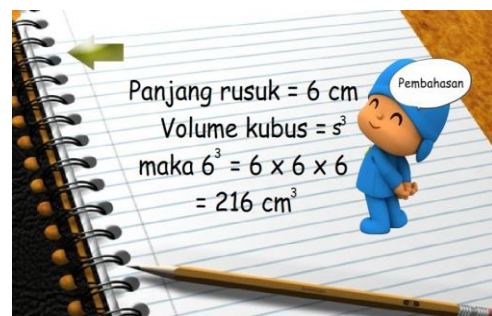 Pembahasan
Panjang rusuk = 6 cm
Volume kubus = s³
maka 6³ = 6 x 6 x 6
= 216 cm³